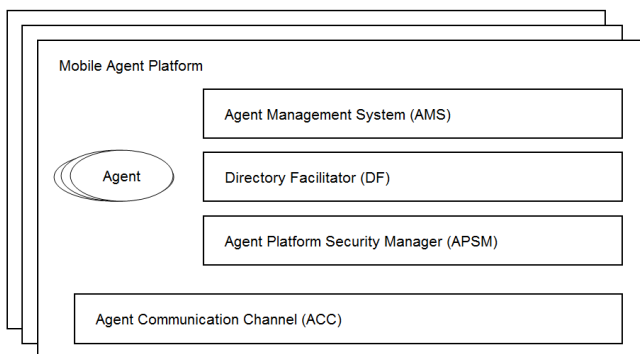 Mobile Agent Platform
Agent Management System (AMS)
Agent
Directory Facilitator (DF)
Agent Platform Security Manager (APSM)
Agent Communication Channel (ACC)